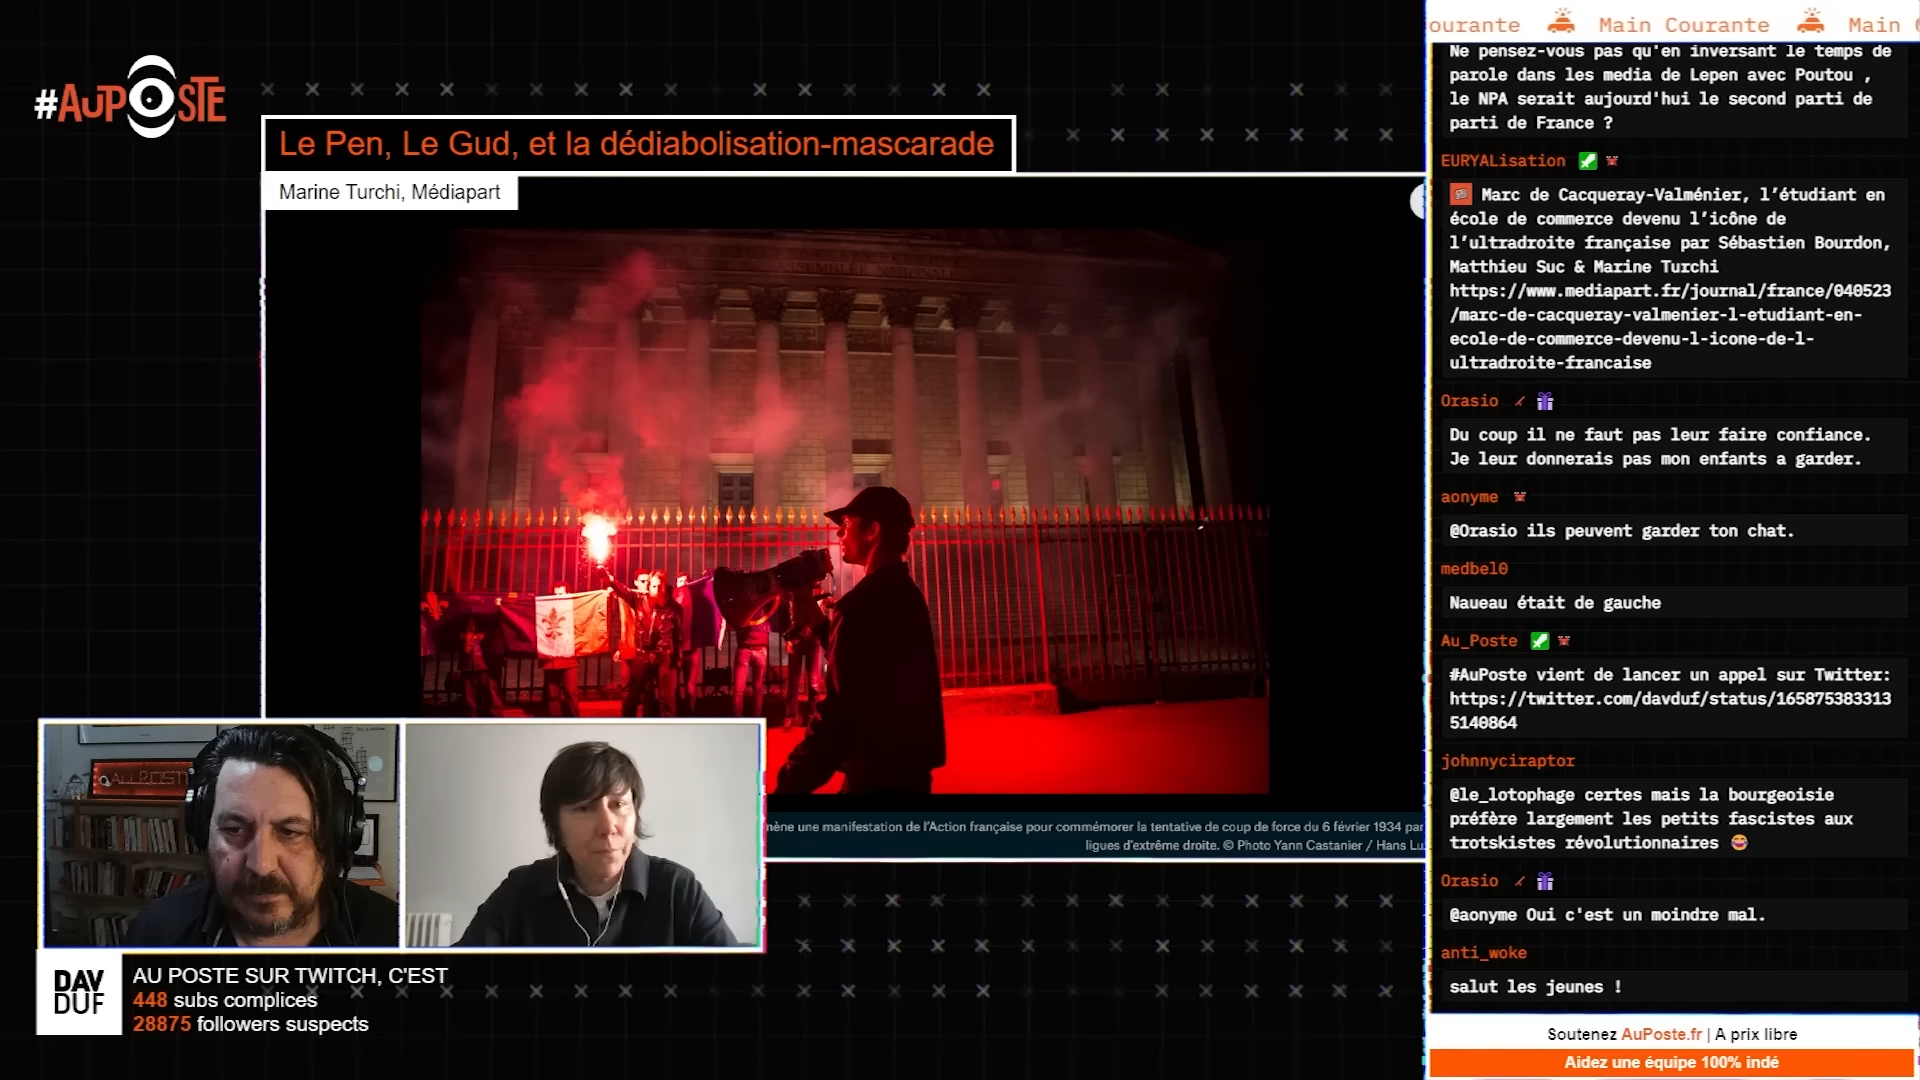 #AUPOSTE
Le Pen, Le Gud, et la dédiabolisation-mascarade
Marine Turchi, Médiapart
ASSEMBLEE NATIONALE
AU POSTE
mène une manifestation de l'Action française pour commémorer la tentative de coup de force du 6 février 1934 par
ligues d'extrême droite. © Photo Yann Castanier / Hans Lu
DAV
DUF
AU POSTE SUR TWITCH, C'EST
448 subs complices
28875 followers suspects
ourante Main Courante Main
Ne pensez-vous pas qu'en inversant le temps de
parole dans les media de Lepen avec Poutou ,
le NPA serait aujourd'hui le second parti de
parti de France ?
EURYALisation
Marc de Cacqueray-Valménier, l’étudiant en
école de commerce devenu l’icône de
l’ultradroite française par Sébastien Bourdon,
Matthieu Suc & Marine Turchi
https://www.mediapart.fr/journal/france/040523
/marc-de-cacqueray-valmenier-l-etudiant-en-
ecole-de-commerce-devenu-l-icone-de-l-
ultradroite-francaise
Orasio
Du coup il ne faut pas leur faire confiance.
Je leur donnerais pas mon enfants a garder.
aonyme
@Orasio ils peuvent garder ton chat.
medbel0
Naueau était de gauche
Au_Poste
#AuPoste vient de lancer un appel sur Twitter:
https://twitter.com/davduf/status/165875383313
5140864
johnnyciraptor
@le_lotophage certes mais la bourgeoisie
préfère largement les petits fascistes aux
trotskistes révolutionnaires
Orasio
@aonyme Oui c'est un moindre mal.
anti_woke
salut les jeunes !
Soutenez AuPoste.fr | A prix libre
Aidez une équipe 100% indé